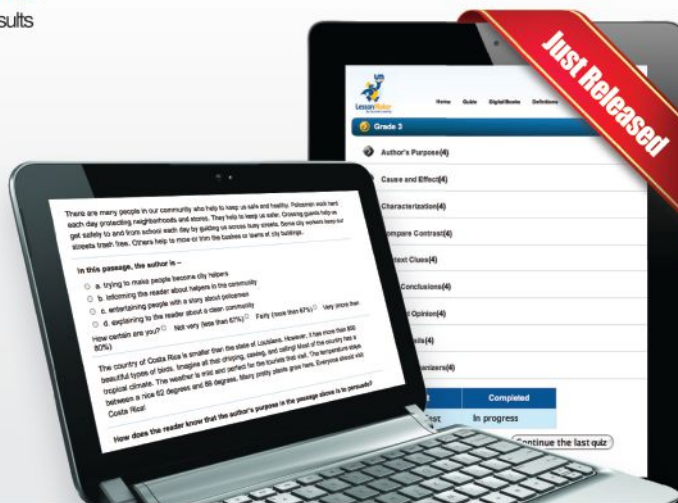 sults
Just Released
LessonMaker
Home Guide Digital Books Definitions
Grade 3
Author's Purpose(4)
Cause and Effect(4)
Characterization(4)
ompare Contrast(4)
text Clues(4)
Conclusions(4)
Opinion(4)
ails(4)
anizers(4)
Completed
In progress
Continue the last quiz
There are many people in our community who help to keep us safe and healthy. Policemen work hard
each day protecting neighborhoods and stores. They help to keep us safer. Crossing guards help us
get safely to and from school each day by guiding us across busy streets. Some city workers keep our
streets trash free. Others help to mow or trim the bushes or lawns of city buildings.
In this passage, the author is –
a. trying to make people become city helpers
b. informing the reader about helpers in the community
c. entertaining people with a story about policemen
d. explaining to the reader about a clean community
How certain are you? Not very (less than 67%) Fairly (more than 67%) Very (more than
80%)
The country of Costa Rica is smaller than the state of Louisiana. However, it has more than 850
beautiful types of birds. Imagine all that chirping, cawing, and calling! Most of the country has a
tropical climate. The weather is mild and perfect for the tourists that visit. The temperature stays
between a nice 62 degrees and 88 degrees. Many pretty plants grow here. Everyone should visit
Costa Rica!
How does the reader know that the author's purpose in the passage above is to persuade?